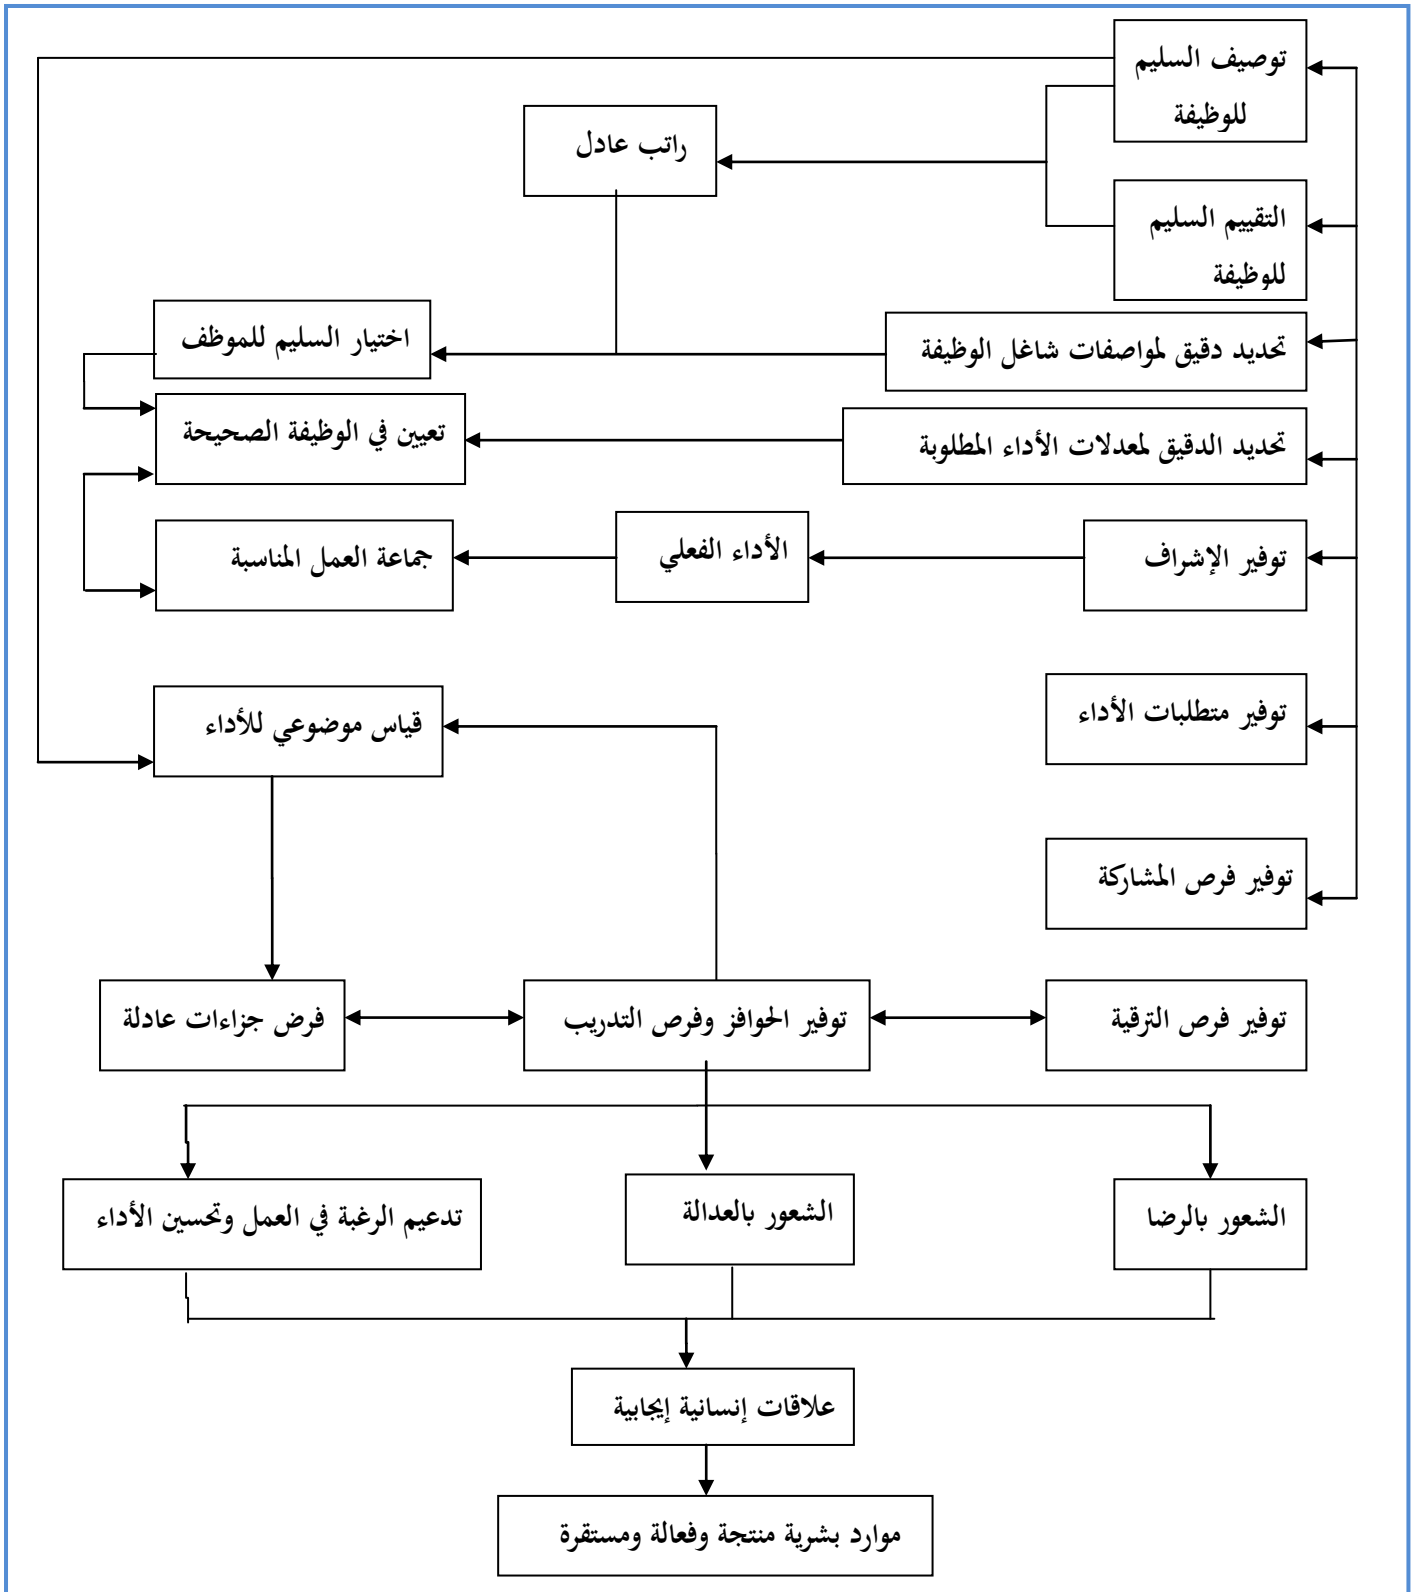 توصيف السليم
للوظيفة
راتب عادل
التقييم السليم
للوظيفة
تحديد دقيق لمواصفات شاغل الوظيفة
اختيار السليم للموظف
تحديد الدقيق لمعدلات الأداء المطلوبة
تعيين في الوظيفة الصحيحة
توفير الإشراف
الأداء الفعلي
جماعة العمل المناسبة
توفير متطلبات الأداء
قياس موضوعي للأداء
توفير فرص المشاركة
توفير فرص الترقية
توفير الحوافز وفرص التدريب
فرض جزاءات عادلة
الشعور بالرضا
الشعور بالعدالة
تدعيم الرغبة في العمل وتحسين الأداء
علاقات إنسانية إيجابية
موارد بشرية منتجة وفعالة ومستقرة